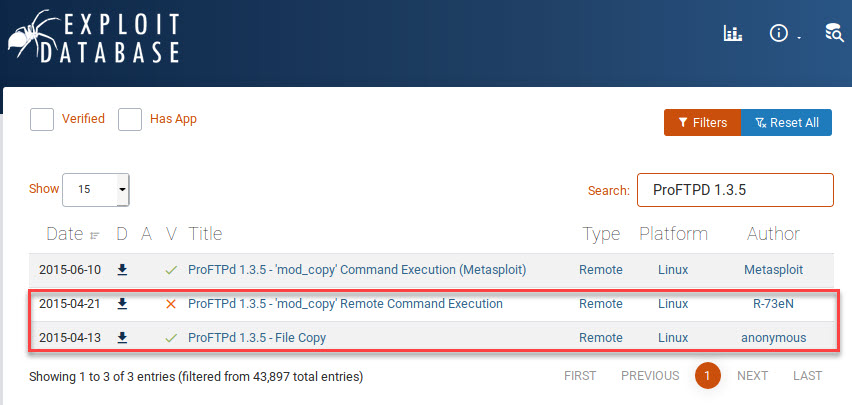 EXPLOIT
DATABASE
Verified Has App Filters Reset All
Show 15 Search: ProFTPD 1.3.5
Date D A V Title Type Platform Author
2015-06-10 ProFTPd 1.3.5 - 'mod_copy' Command Execution (Metasploit) Remote Linux Metasploit
2015-04-21 ProFTPd 1.3.5 - 'mod_copy' Remote Command Execution Remote Linux R-73eN
2015-04-13 ProFTPd 1.3.5 - File Copy Remote Linux anonymous
Showing 1 to 3 of 3 entries (filtered from 43,897 total entries) FIRST PREVIOUS 1 NEXT LAST